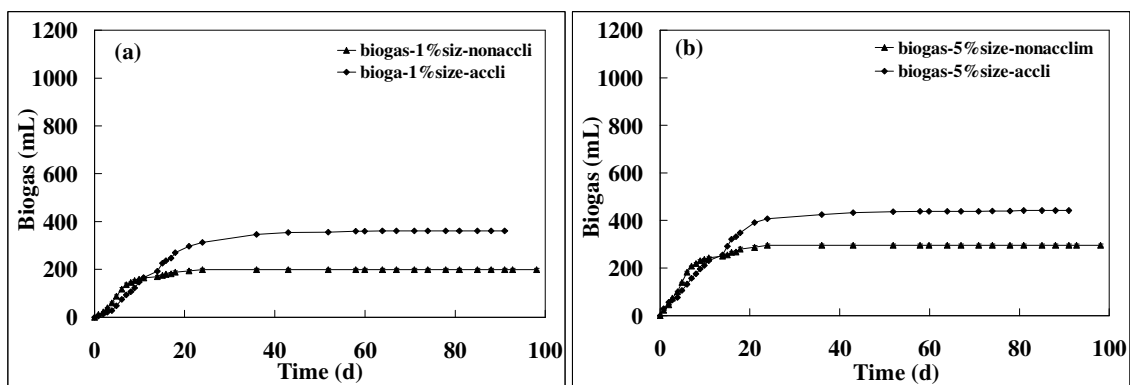 (a)
biogas-1%siz-nonaccli
bioga-1%size-accli
1200
1000
800
600
400
200
0
Biogas (mL)
0 20 40 60 80 100
Time (d)
(b)
biogas-5%size-nonacclim
biogas-5%size-accli
1200
1000
800
600
400
200
0
Biogas (mL)
0 20 40 60 80 100
Time (d)